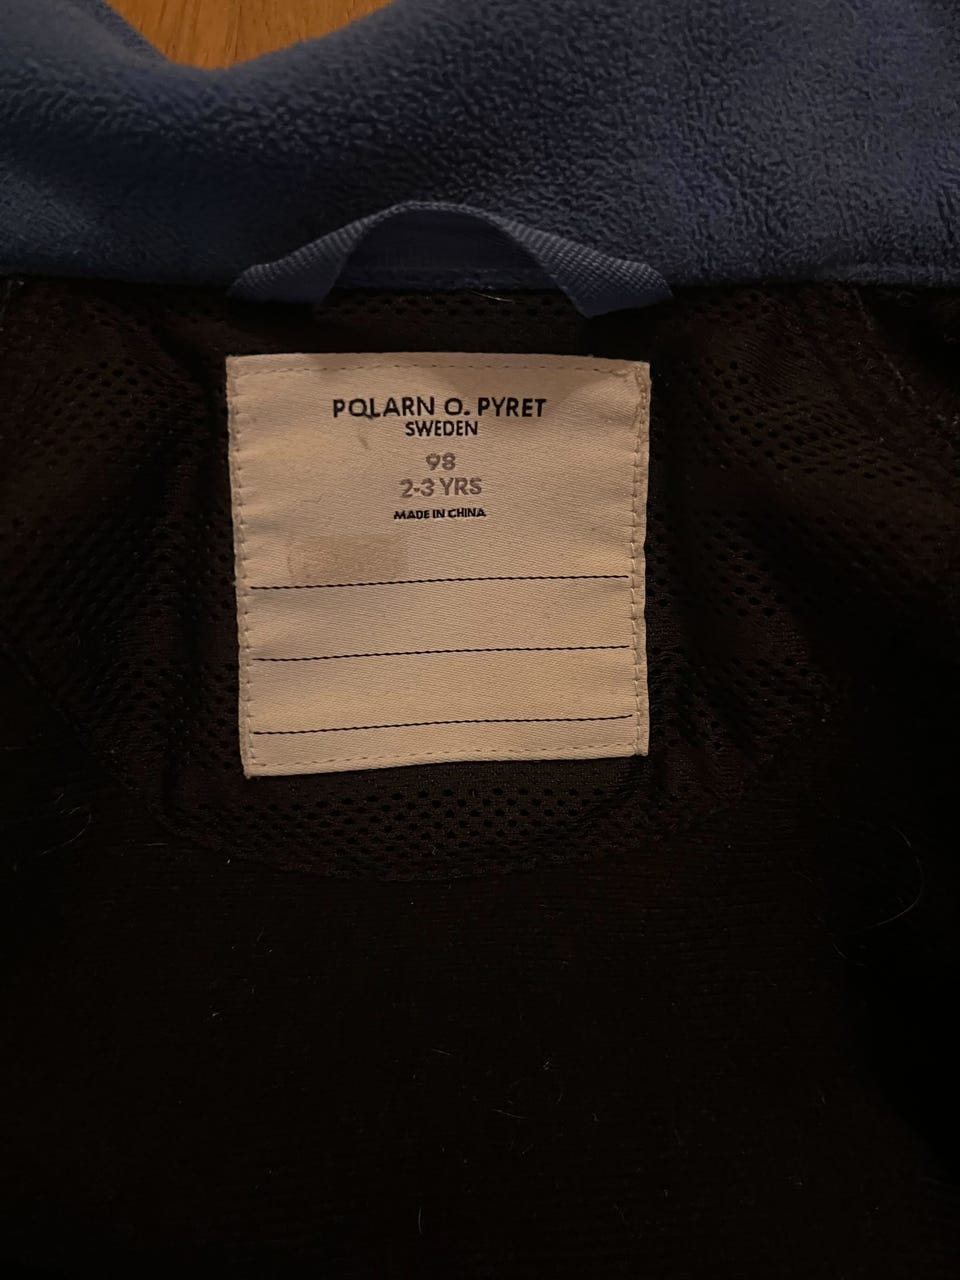 POLARN O. PYRET
SWEDEN
98
2-3 YRS
MADE IN CHINA